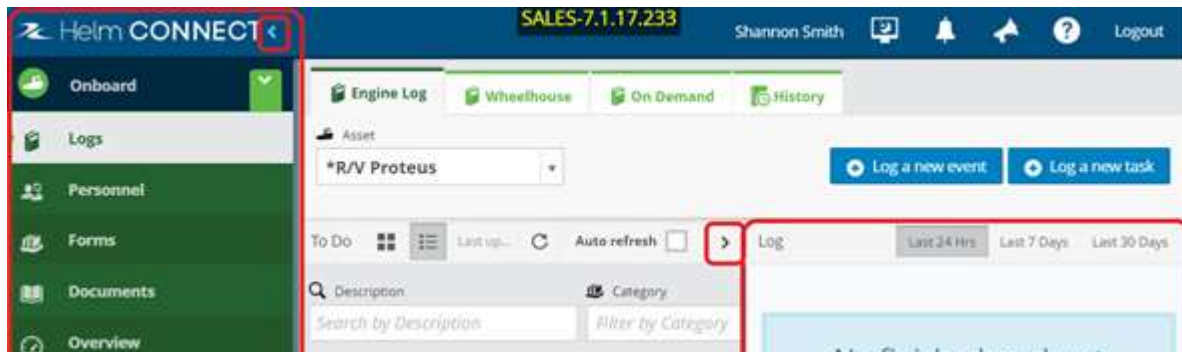 Helm CONNECT
SALES-7.1.17.233
Shannon Smith
Logout
Onboard
Logs
Personnel
Forms
Documents
Overview
Engine Log
Wheelhouse
On Demand
History
Asset
*R/V Proteus
Log a new event
Log a new task
To Do
Last up...
Auto refresh
Log
Last 24 Hrs
Last 7 Days
Last 30 Days
Description
Category
Search by Description
Filter by Category